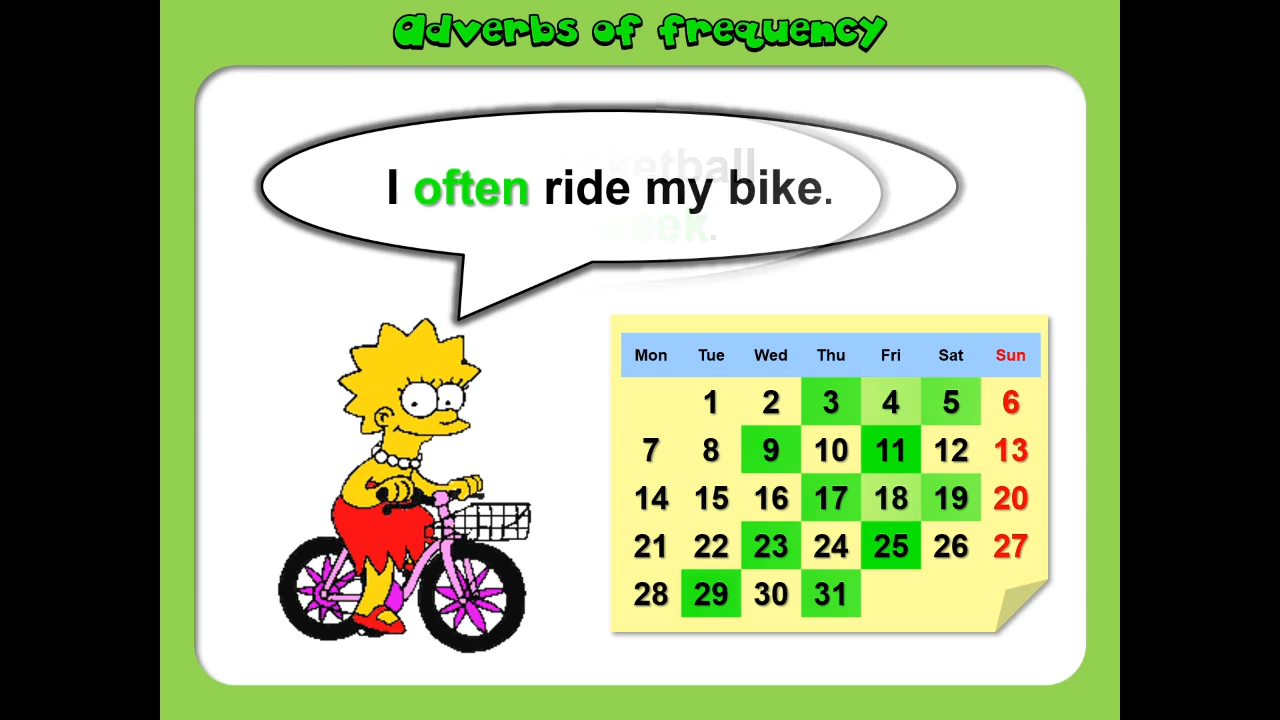 Adverbs of frequency
I often ride my bike.
week.
Mon Tue Wed Thu Fri Sat Sun
1 2 3 4 5 6
7 8 9 10 11 12 13
14 15 16 17 18 19 20
21 22 23 24 25 26 27
28 29 30 31